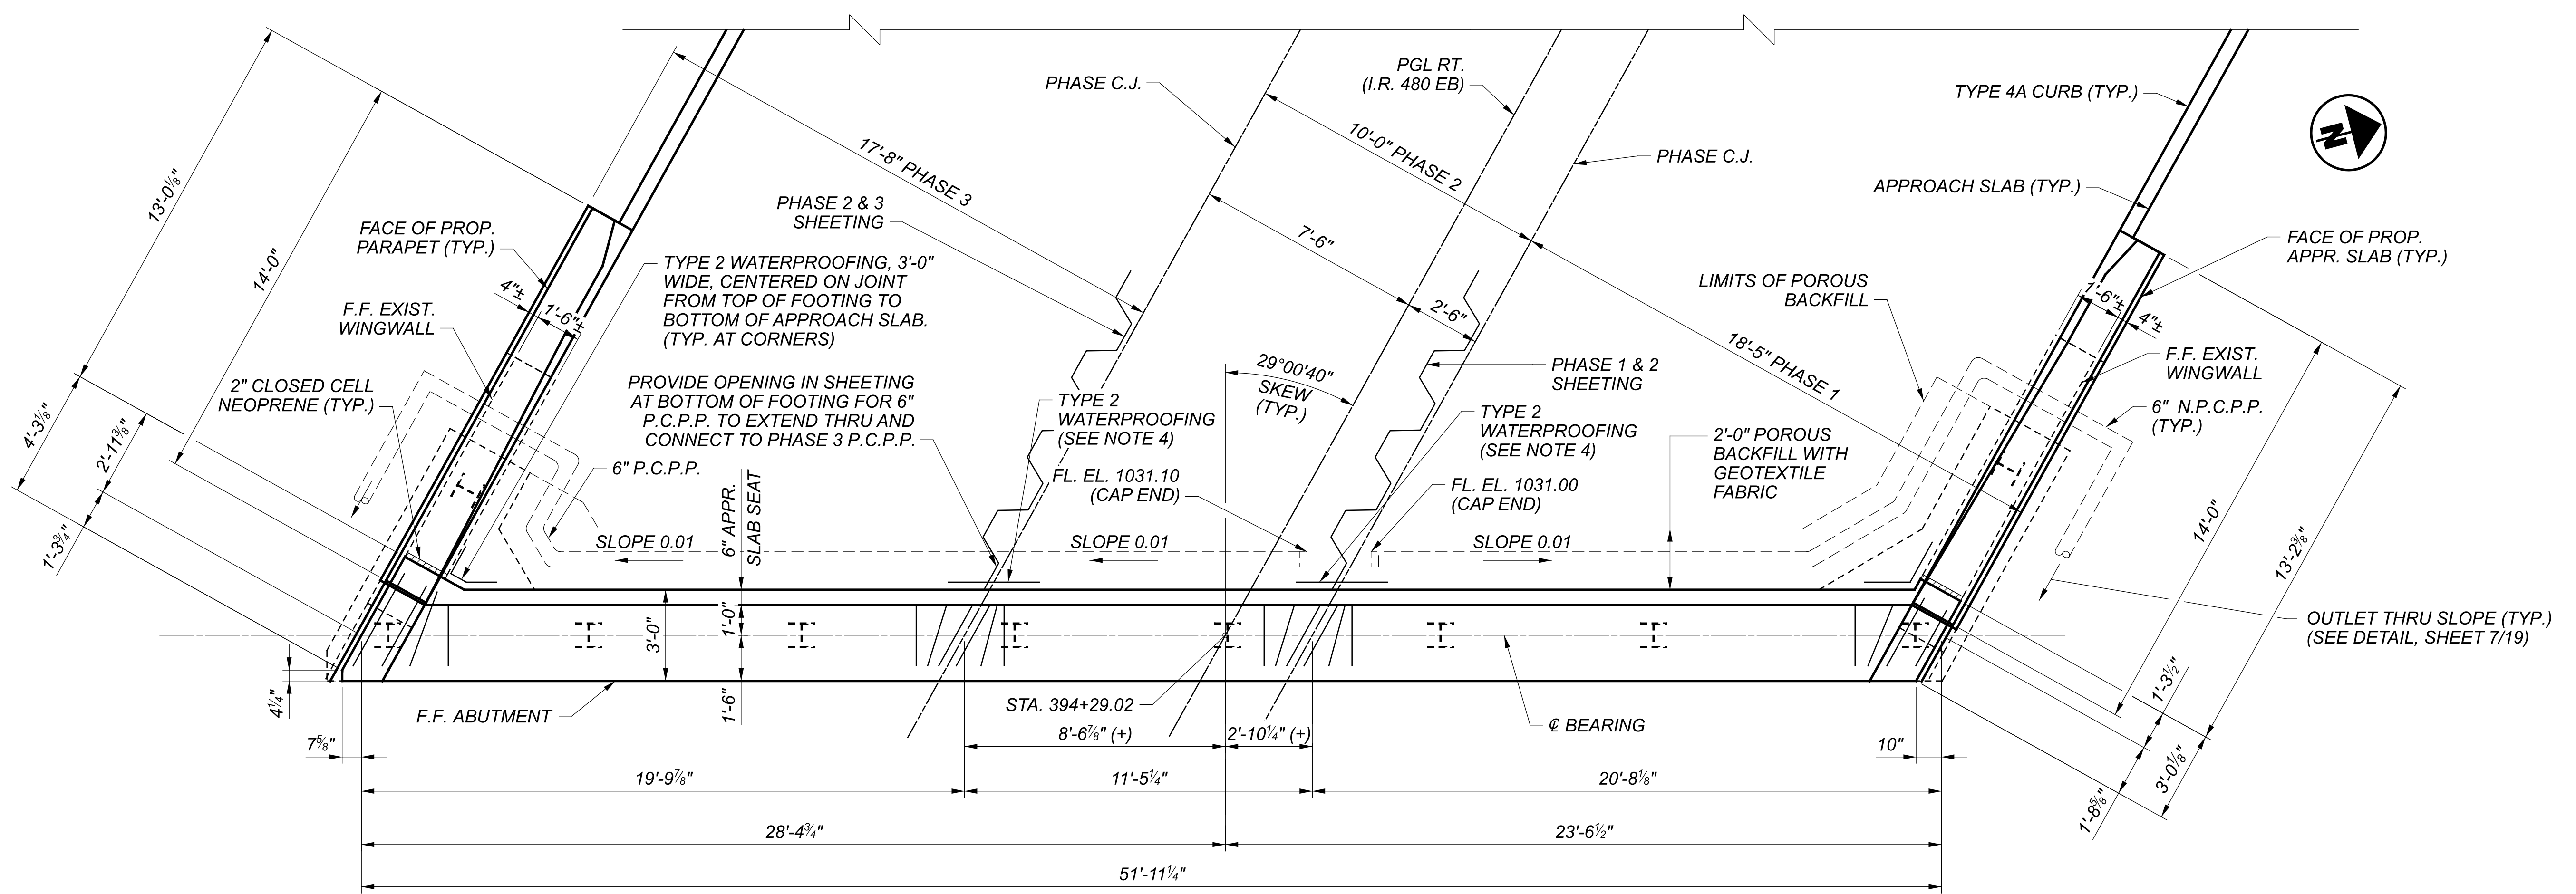 PHASE C.J.
PGL RT.
(I.R. 480 EB)
TYPE 4A CURB (TYP.)
N
13'-0⅛"
14'-0"
17'-8" PHASE 3
10'-0" PHASE 2
PHASE C.J.
APPROACH SLAB (TYP.)
PHASE 2 & 3
SHEETING
FACE OF PROP.
PARAPET (TYP.)
7'-6"
FACE OF PROP.
APPR. SLAB (TYP.)
TYPE 2 WATERPROOFING, 3'-0"
WIDE, CENTERED ON JOINT
FROM TOP OF FOOTING TO
BOTTOM OF APPROACH SLAB.
(TYP. AT CORNERS)
4"±
1'-6"±
F.F. EXIST.
WINGWALL
2'-6"
LIMITS OF POROUS
BACKFILL
1'-6"±
4"±
18'-5" PHASE 1
29°00'40"
SKEW
(TYP.)
PHASE 1 & 2
SHEETING
F.F. EXIST.
WINGWALL
2" CLOSED CELL
NEOPRENE (TYP.)
PROVIDE OPENING IN SHEETING
AT BOTTOM OF FOOTING FOR 6"
P.C.P.P. TO EXTEND THRU AND
CONNECT TO PHASE 3 P.C.P.P.
TYPE 2
WATERPROOFING
(SEE NOTE 4)
TYPE 2
WATERPROOFING
(SEE NOTE 4)
2'-0" POROUS
BACKFILL WITH
GEOTEXTILE
FABRIC
6" N.P.C.P.P.
(TYP.)
4'-3⅛"
2'-11⅜"
1'-3¾"
6" P.C.P.P.
6" APPR.
SLAB SEAT
FL. EL. 1031.10
(CAP END)
FL. EL. 1031.00
(CAP END)
14'-0"
13'-2⅜"
SLOPE 0.01
SLOPE 0.01
SLOPE 0.01
OUTLET THRU SLOPE (TYP.)
(SEE DETAIL, SHEET 7/19)
3'-0"
1'-0"
1'-6"
4¼"
F.F. ABUTMENT
STA. 394+29.02
℄ BEARING
1'-3½"
3'-0⅛"
1'-8⅝"
7⅝"
8'-6⅞" (+)
2'-10¼" (+)
10"
19'-9⅞"
11'-5¼"
20'-8⅛"
28'-4¾"
23'-6½"
51'-11¼"